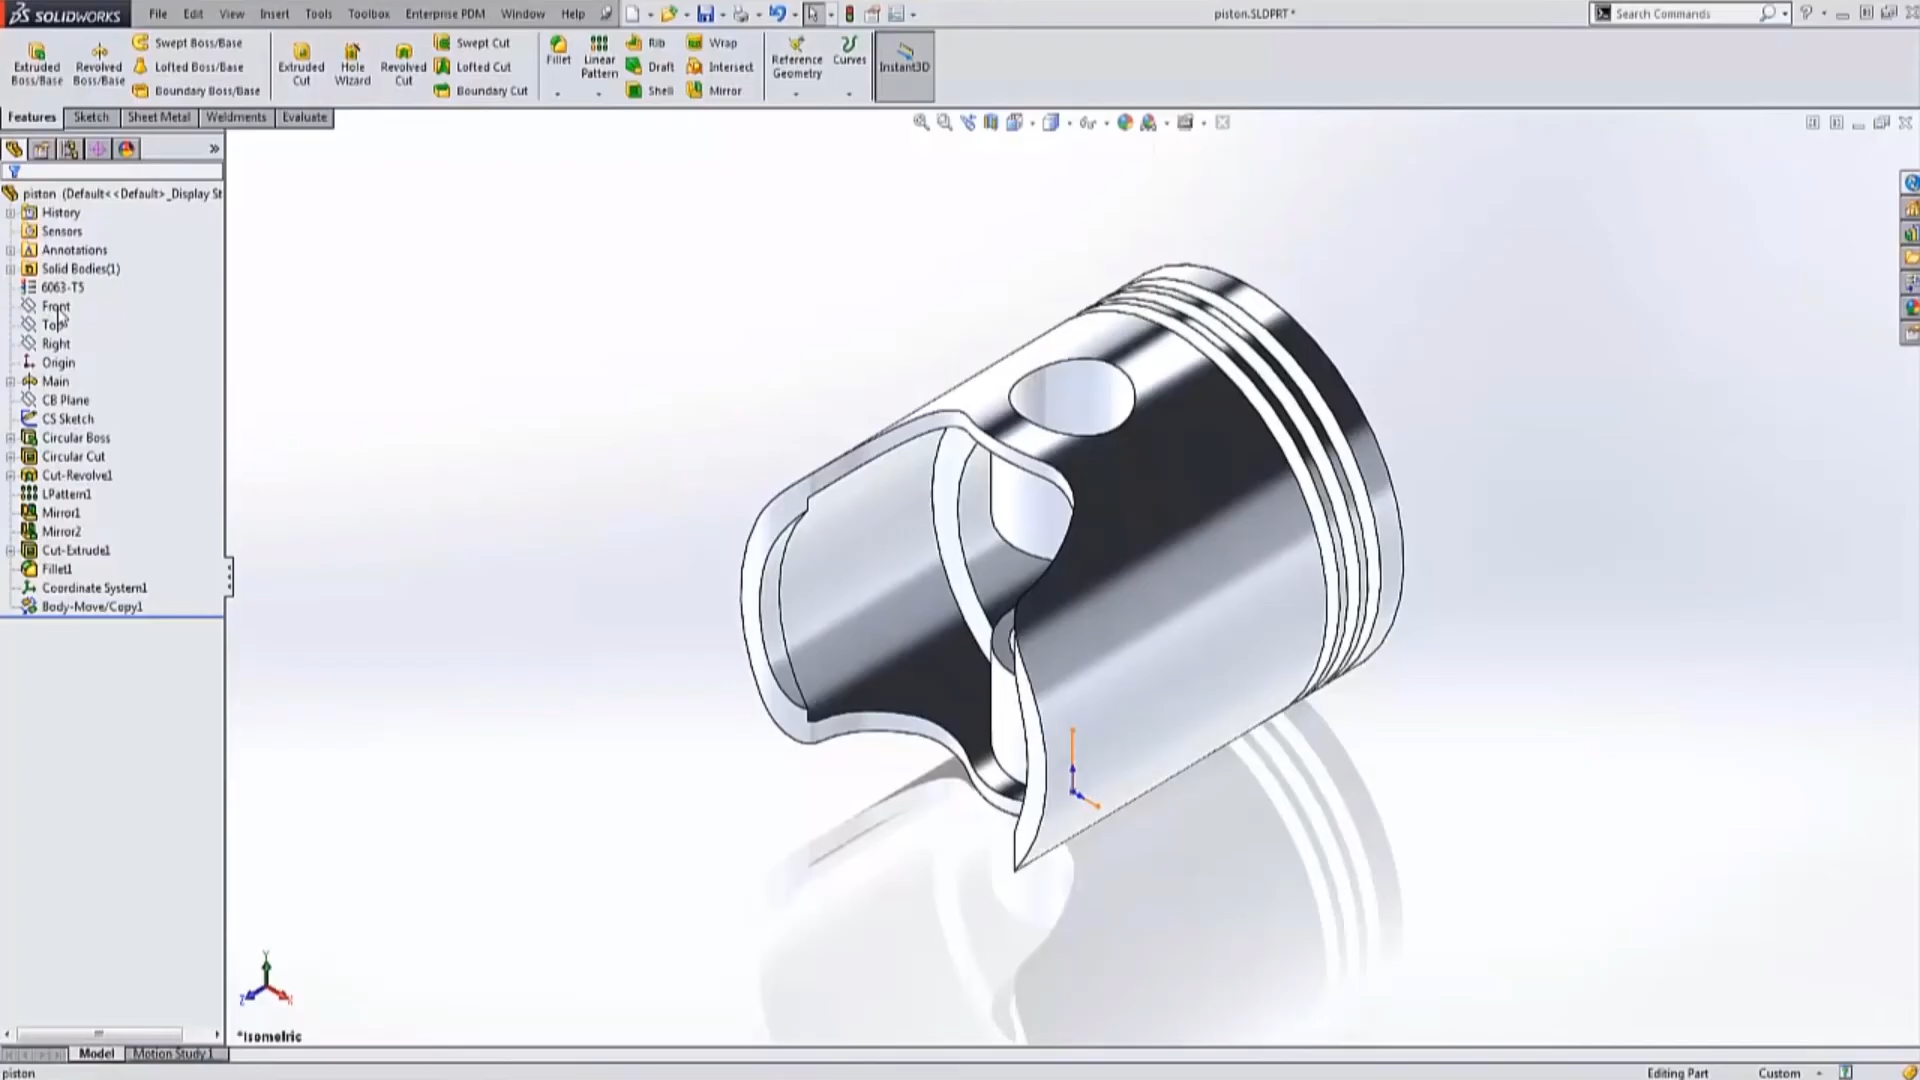 SOLIDWORKS File Edit View Insert Tools Toolbox Enterprise PDM Window Help piston.SLDPRT * Search Commands
Extruded Boss/Base
Revolved Boss/Base
Swept Boss/Base
Lofted Boss/Base
Boundary Boss/Base
Extruded Cut
Hole Wizard
Revolved Cut
Swept Cut
Lofted Cut
Boundary Cut
Fillet
Linear Pattern
Rib
Draft
Shell
Wrap
Intersect
Mirror
Reference Geometry
Curves
Instant3D
Features Sketch Sheet Metal Weldments Evaluate
piston (Default<<Default>_Display St
History
Sensors
Annotations
Solid Bodies(1)
6063-T5
Front
Top
Right
Origin
Main
CB Plane
CS Sketch
Circular Boss
Circular Cut
Cut-Revolve1
LPattern1
Mirror1
Mirror2
Cut-Extrude1
Fillet1
Coordinate System1
Body-Move/Copy1
Y
Z
X
*Isometric
Model Motion Study 1
piston Editing Part Custom